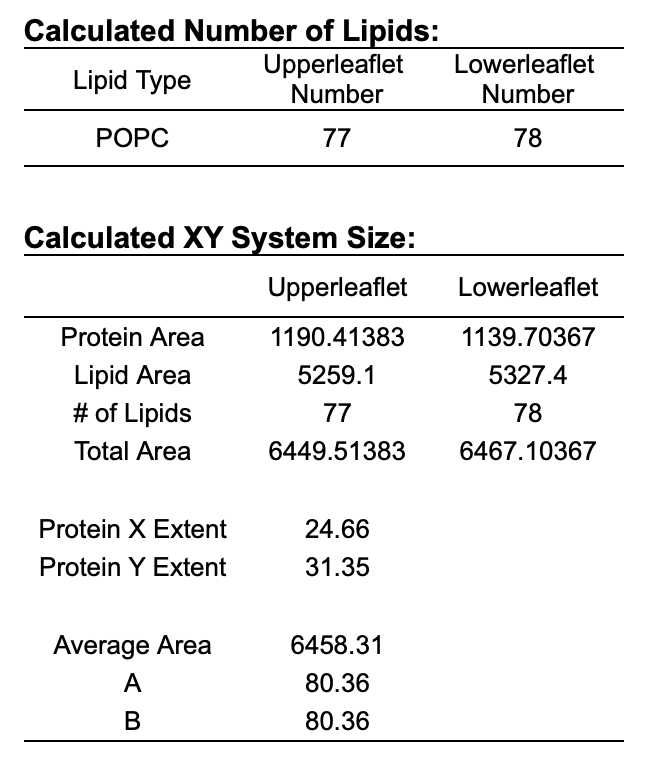 Calculated Number of Lipids:
Lipid Type Upperleaflet Number Lowerleaflet Number
POPC 77 78
Calculated XY System Size:
Upperleaflet Lowerleaflet
Protein Area 1190.41383 1139.70367
Lipid Area 5259.1 5327.4
# of Lipids 77 78
Total Area 6449.51383 6467.10367
Protein X Extent 24.66
Protein Y Extent 31.35
Average Area 6458.31
A 80.36
B 80.36